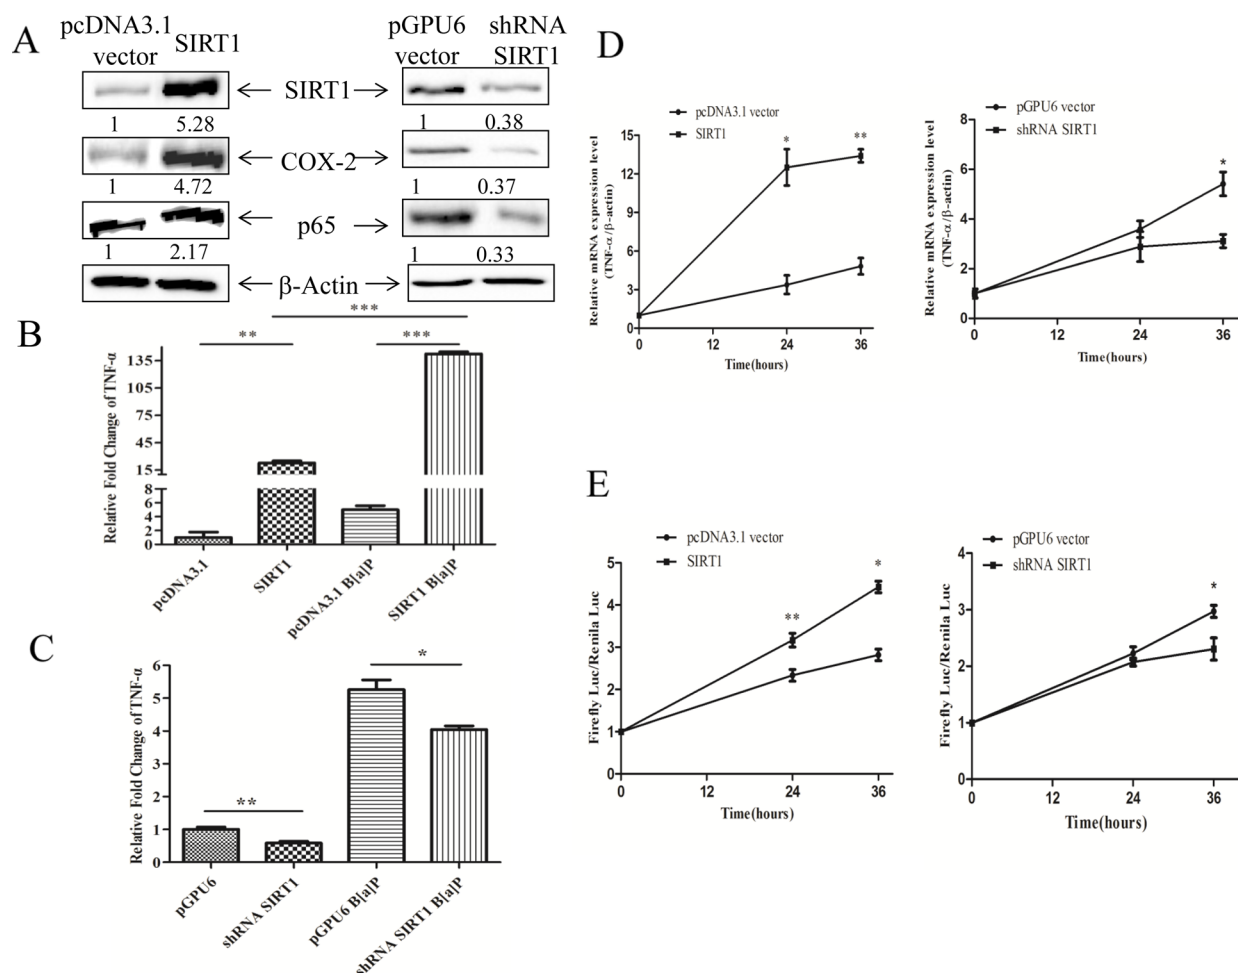 A
pcDNA3.1 vector
SIRT1
pGPU6 vector
shRNA SIRT1
SIRT1
1 5.28 1 0.38
COX-2
1 4.72 1 0.37
p65
1 2.17 1 0.33
β-Actin
B
Relative Fold Change of TNF-α
135
105
75
45
15
8
6
4
2
0
**
***
***
pcDNA3.1
SIRT1
pcDNA3.1 B[a]P
SIRT1 B[a]P
C
Relative Fold Change of TNF-α
6
5
4
3
2
1
0
**
*
pGPU6
shRNA SIRT1
pGPU6 B[a]P
shRNA SIRT1 B[a]P
D
pcDNA3.1 vector
SIRT1
Relative mRNA expression level
(TNF-α/β-actin)
15
12
9
6
3
0
*
**
0 12 24 36
Time(hours)
pGPU6 vector
shRNA SIRT1
Relative mRNA expression level
(TNF-α/β-actin)
8
6
4
2
0
*
0 12 24 36
Time(hours)
E
pcDNA3.1 vector
SIRT1
Firefly Luc/Renila Luc
5
4
3
2
1
0
**
*
0 12 24 36
Time(hours)
pGPU6 vector
shRNA SIRT1
Firefly Luc/Renila Luc
4
3
2
1
0
*
0 12 24 36
Time(hours)